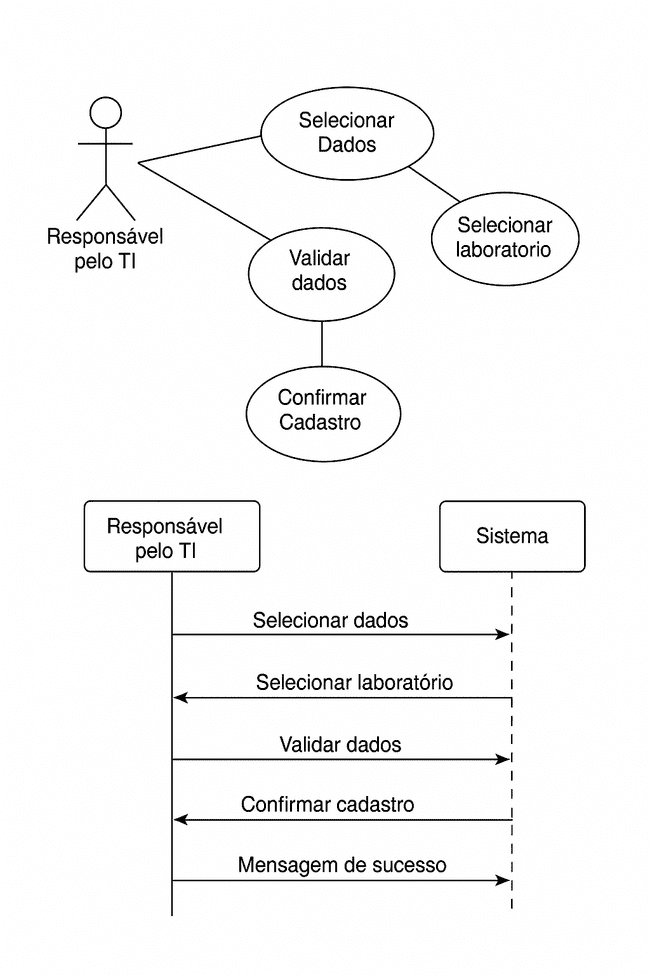 Selecionar
Dados
Selecionar
laboratorio
Responsável
pelo TI
Validar
dados
Confirmar
Cadastro
Responsável
pelo TI
Sistema
Selecionar dados
Selecionar laboratório
Validar dados
Confirmar cadastro
Mensagem de sucesso